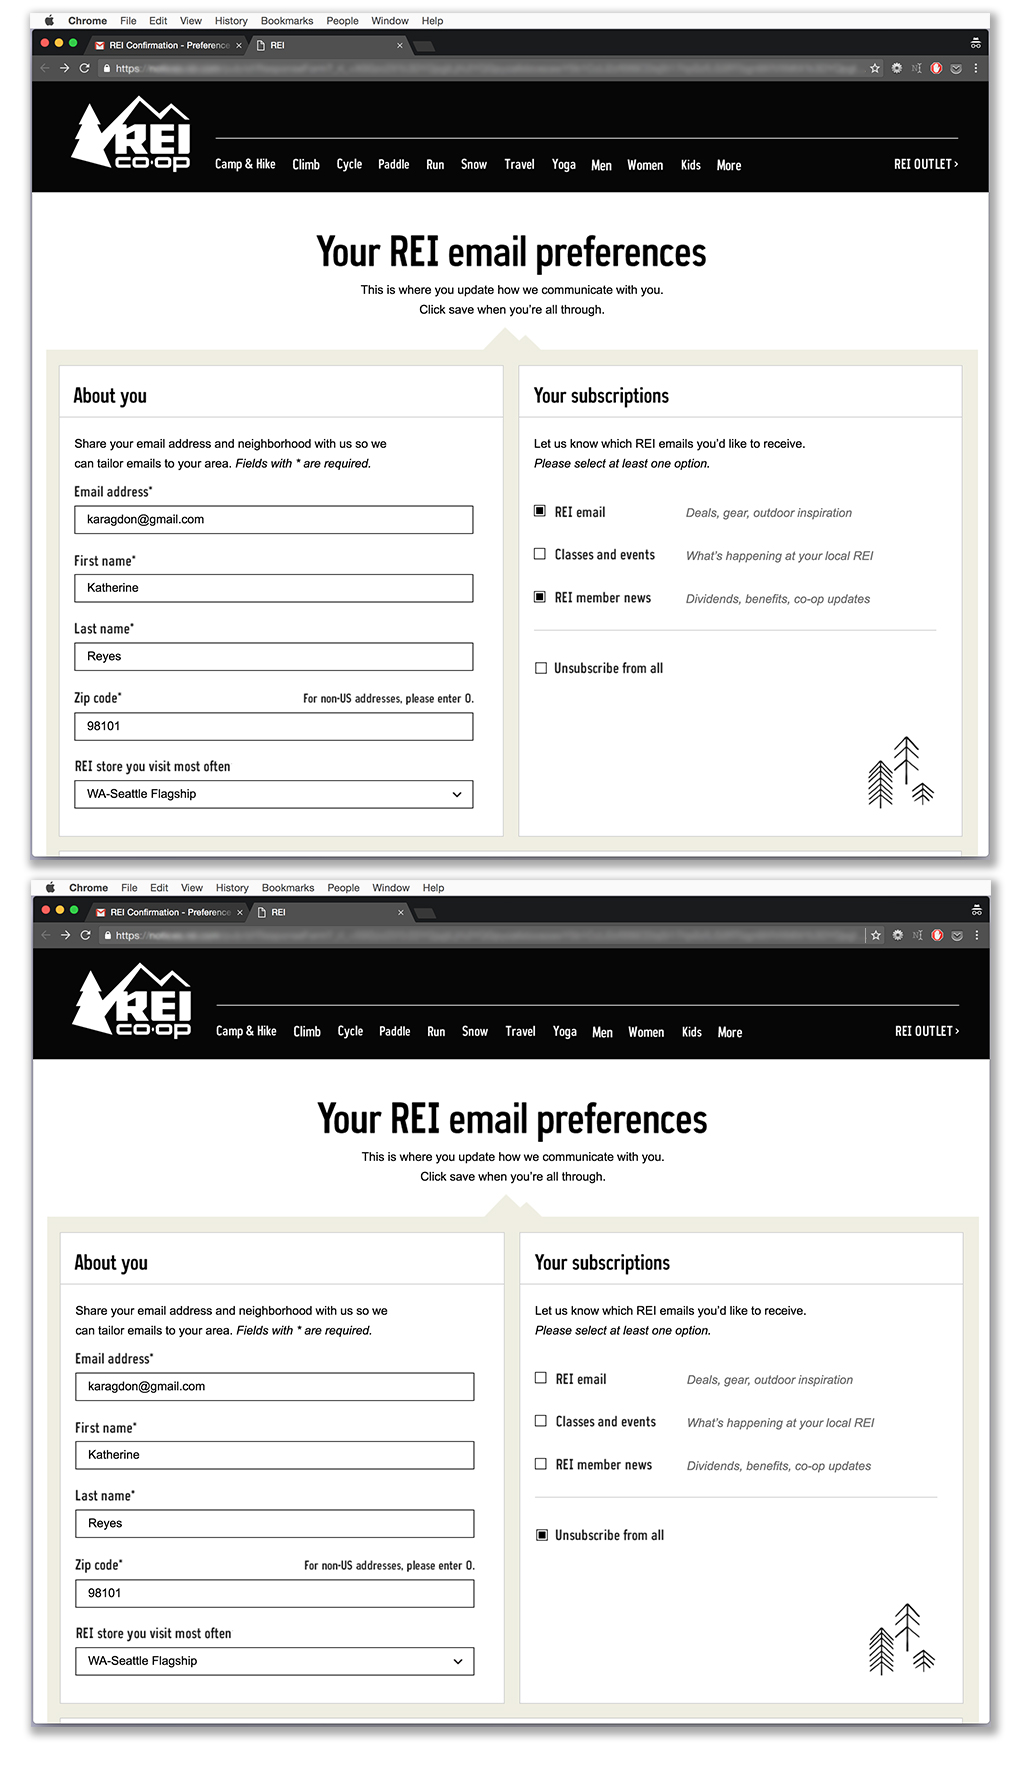 Chrome File Edit View History Bookmarks People Window Help
REI Confirmation - Preference × REI ×
https:
REI
CO·OP
Camp & Hike Climb Cycle Paddle Run Snow Travel Yoga Men Women Kids More REI OUTLET >
Your REI email preferences
This is where you update how we communicate with you.
Click save when you're all through.
About you
Share your email address and neighborhood with us so we
can tailor emails to your area. Fields with * are required.
Email address*
karagdon@gmail.com
First name*
Katherine
Last name*
Reyes
Zip code* For non-US addresses, please enter 0.
98101
REI store you visit most often
WA-Seattle Flagship
Your subscriptions
Let us know which REI emails you'd like to receive.
Please select at least one option.
REI email Deals, gear, outdoor inspiration
Classes and events What's happening at your local REI
REI member news Dividends, benefits, co-op updates
Unsubscribe from all
Chrome File Edit View History Bookmarks People Window Help
REI Confirmation - Preference × REI ×
https:
REI
CO·OP
Camp & Hike Climb Cycle Paddle Run Snow Travel Yoga Men Women Kids More REI OUTLET >
Your REI email preferences
This is where you update how we communicate with you.
Click save when you're all through.
About you
Share your email address and neighborhood with us so we
can tailor emails to your area. Fields with * are required.
Email address*
karagdon@gmail.com
First name*
Katherine
Last name*
Reyes
Zip code* For non-US addresses, please enter 0.
98101
REI store you visit most often
WA-Seattle Flagship
Your subscriptions
Let us know which REI emails you'd like to receive.
Please select at least one option.
REI email Deals, gear, outdoor inspiration
Classes and events What's happening at your local REI
REI member news Dividends, benefits, co-op updates
Unsubscribe from all